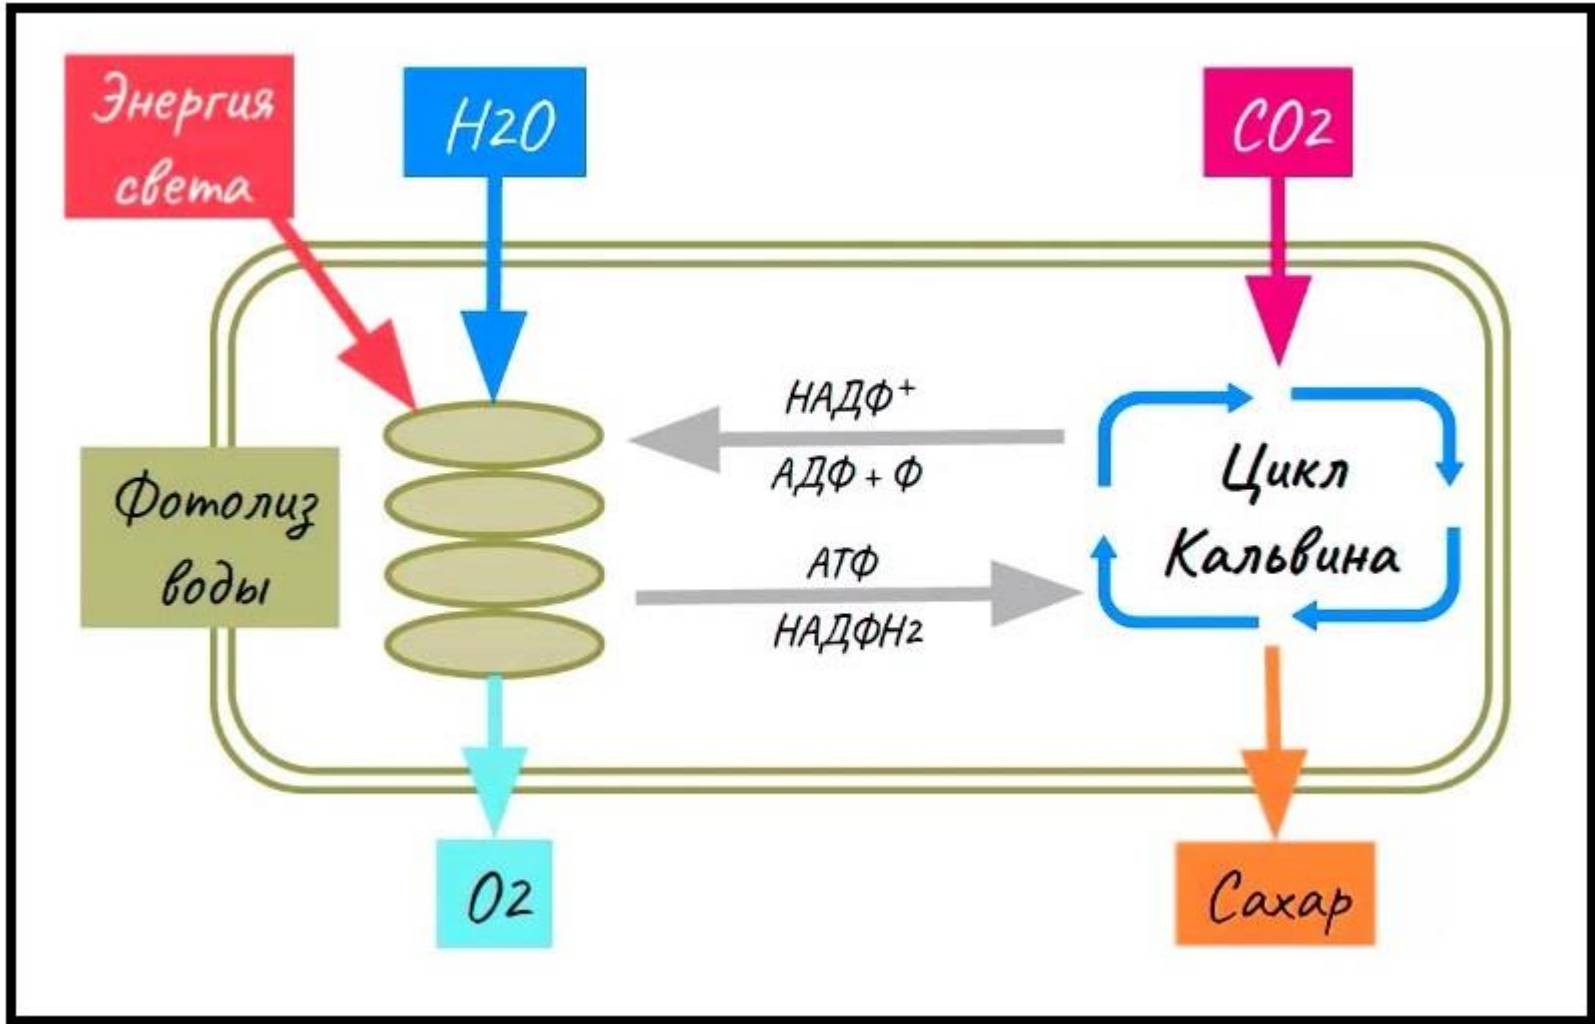 Энергия
света
H2O
CO2
НАДФ⁺
АДФ + Ф
Цикл
Кальвина
Фотолиз
воды
АТФ
НАДФН2
O2
Сахар